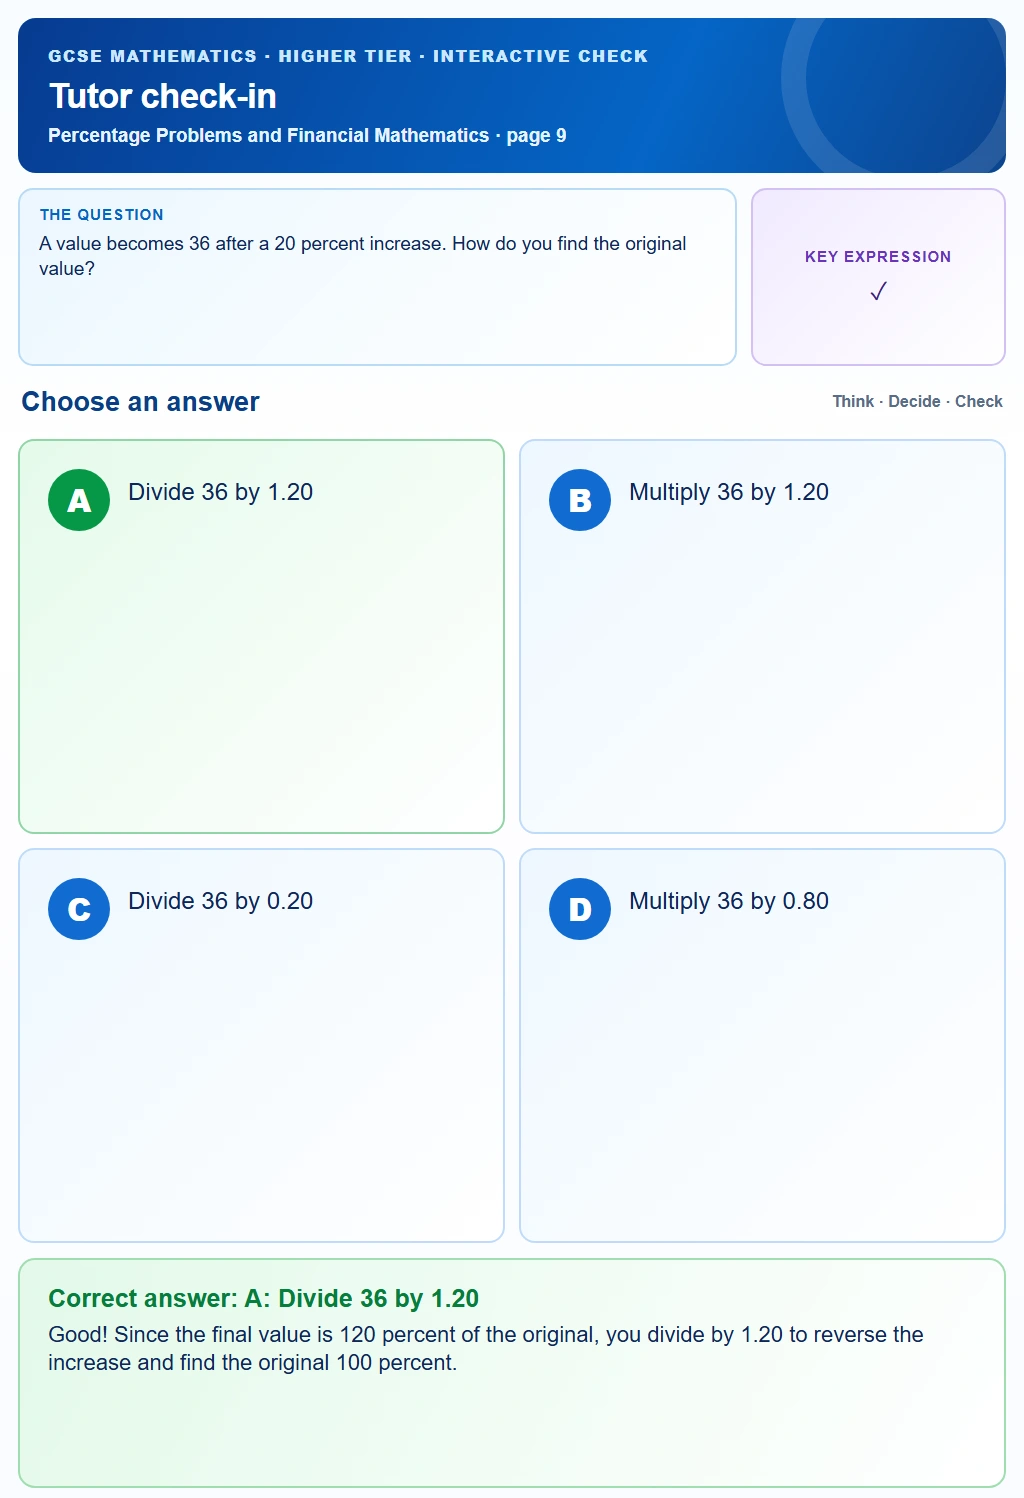 GCSE MATHEMATICS · HIGHER TIER · INTERACTIVE CHECK
Tutor check-in
Percentage Problems and Financial Mathematics · page 9
THE QUESTION
A value becomes 36 after a 20 percent increase. How do you find the original
value?
KEY EXPRESSION
✓
Choose an answer
Think · Decide · Check
A
Divide 36 by 1.20
B
Multiply 36 by 1.20
C
Divide 36 by 0.20
D
Multiply 36 by 0.80
Correct answer: A: Divide 36 by 1.20
Good! Since the final value is 120 percent of the original, you divide by 1.20 to reverse the
increase and find the original 100 percent.